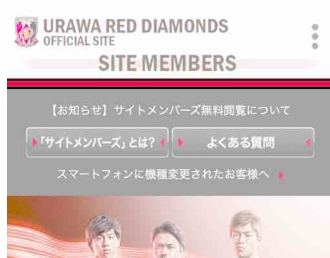 URAWA RED DIAMONDS
OFFICIAL SITE
SITE MEMBERS
【お知らせ】サイトメンバーズ無料閲覧について
「サイトメンバーズ」とは?
よくある質問
スマートフォンに機種変更されたお客様へ